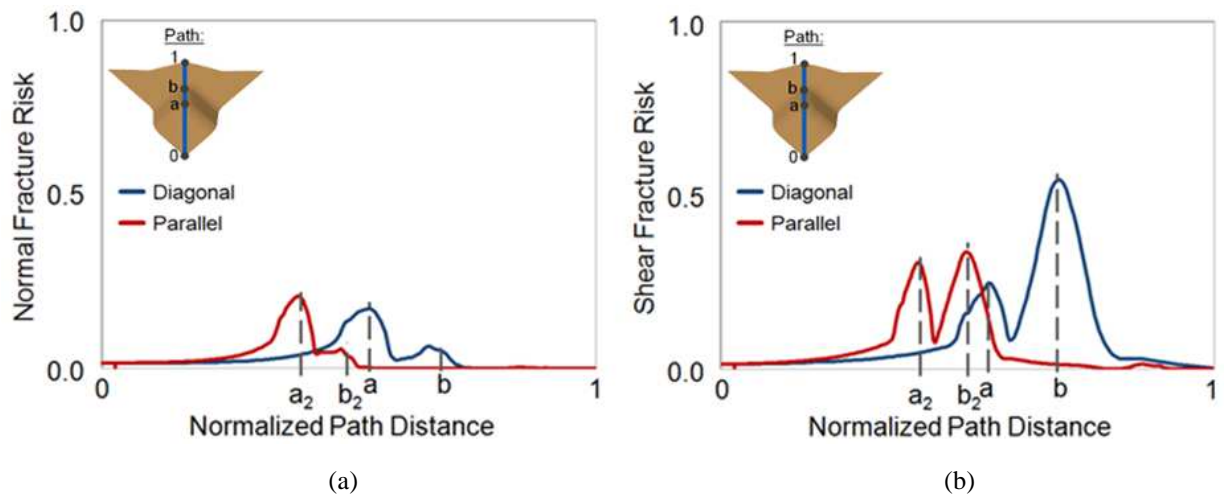 1.0
Path:
1
b
a
0
Normal Fracture Risk
0.5
Diagonal
Parallel
0.0
0
a₂
b₂
a
b
1
Normalized Path Distance
(a)
1.0
Path:
1
b
a
0
Shear Fracture Risk
0.5
Diagonal
Parallel
0.0
0
a₂
b₂
a
b
1
Normalized Path Distance
(b)